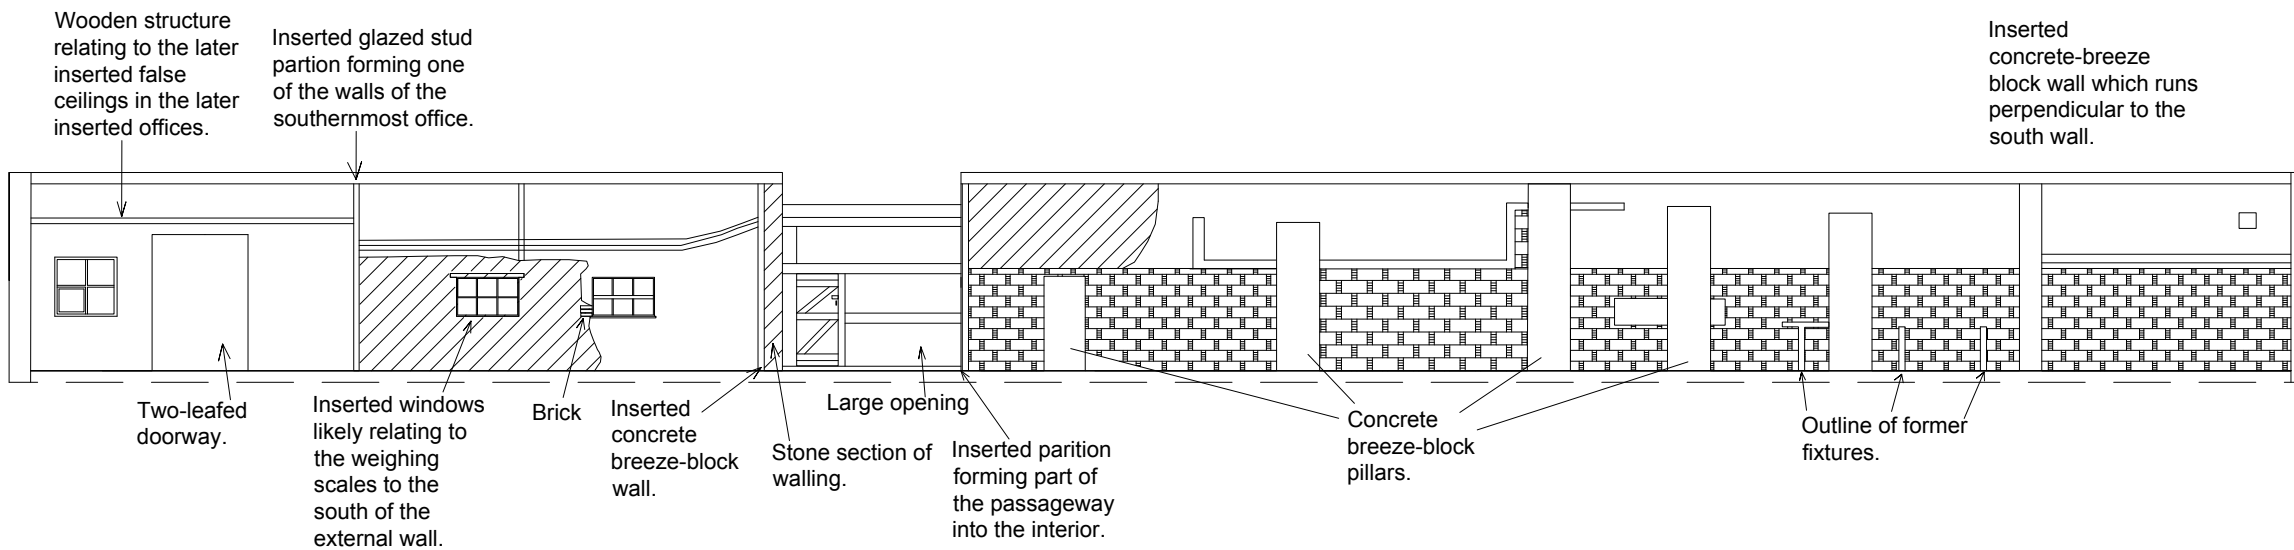 Wooden structure
relating to the later
inserted false
ceilings in the later
inserted offices.
Inserted glazed stud
partion forming one
of the walls of the
southernmost office.
Inserted
concrete-breeze
block wall which runs
perpendicular to the
south wall.
Two-leafed
doorway.
Inserted windows
likely relating to
the weighing
scales to the
south of the
external wall.
Brick
Inserted
concrete
breeze-block
wall.
Stone section of
walling.
Large opening
Inserted parition
forming part of
the passageway
into the interior.
Concrete
breeze-block
pillars.
Outline of former
fixtures.